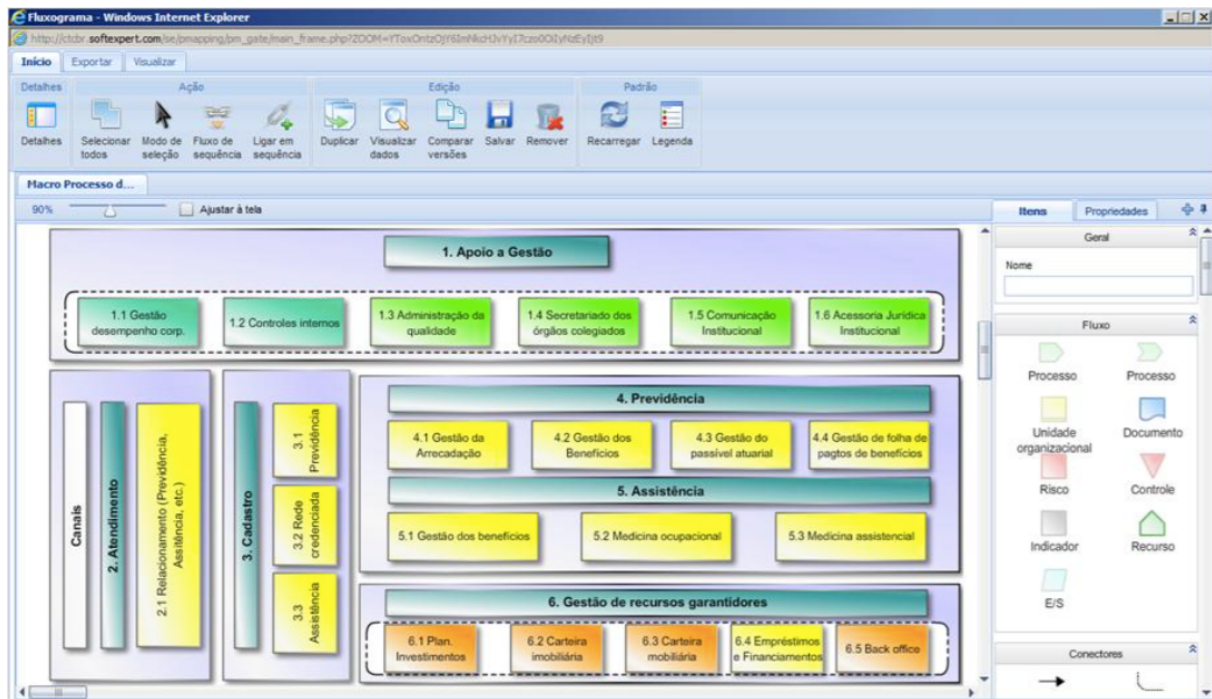 Fluxograma - Windows Internet Explorer
Início Exportar Visualizar
Detalhes
Ação
Edição
Padrão
Detalhes
Selecionar
todos
Modo de
seleção
Fluxo de
sequência
Ligar em
sequência
Duplicar
Visualizar
dados
Comparar
versões
Salvar
Remover
Recarregar
Legenda
Macro Processo d...
90%
Ajustar à tela
1. Apoio a Gestão
1.1 Gestão
desempenho corp.
1.2 Controles internos
1.3 Administração da
qualidade
1.4 Secretariado dos
órgãos colegiados
1.5 Comunicação
Institucional
1.6 Acessoria Jurídica
Institucional
Canais
2. Atendimento
2.1 Relacionamento (Previdência,
Assitência, etc.)
3. Cadastro
3.1
Previdência
3.2 Rede
credenciada
3.3
Assistência
4. Previdência
4.1 Gestão da
Arrecadação
4.2 Gestão dos
Benefícios
4.3 Gestão do
passível atuarial
4.4 Gestão de folha de
pagtos de benefícios
5. Assistência
5.1 Gestão dos benefícios
5.2 Medicina ocupacional
5.3 Medicina assistencial
6. Gestão de recursos garantidores
6.1 Plan.
Investimentos
6.2 Carteira
imobiliária
6.3 Carteira
mobiliária
6.4 Empréstimos
e Financiamentos
6.5 Back office
Itens Propriedades
Geral
Nome
Fluxo
Processo
Processo
Unidade
organizacional
Documento
Risco
Controle
Indicador
Recurso
E/S
Conectores